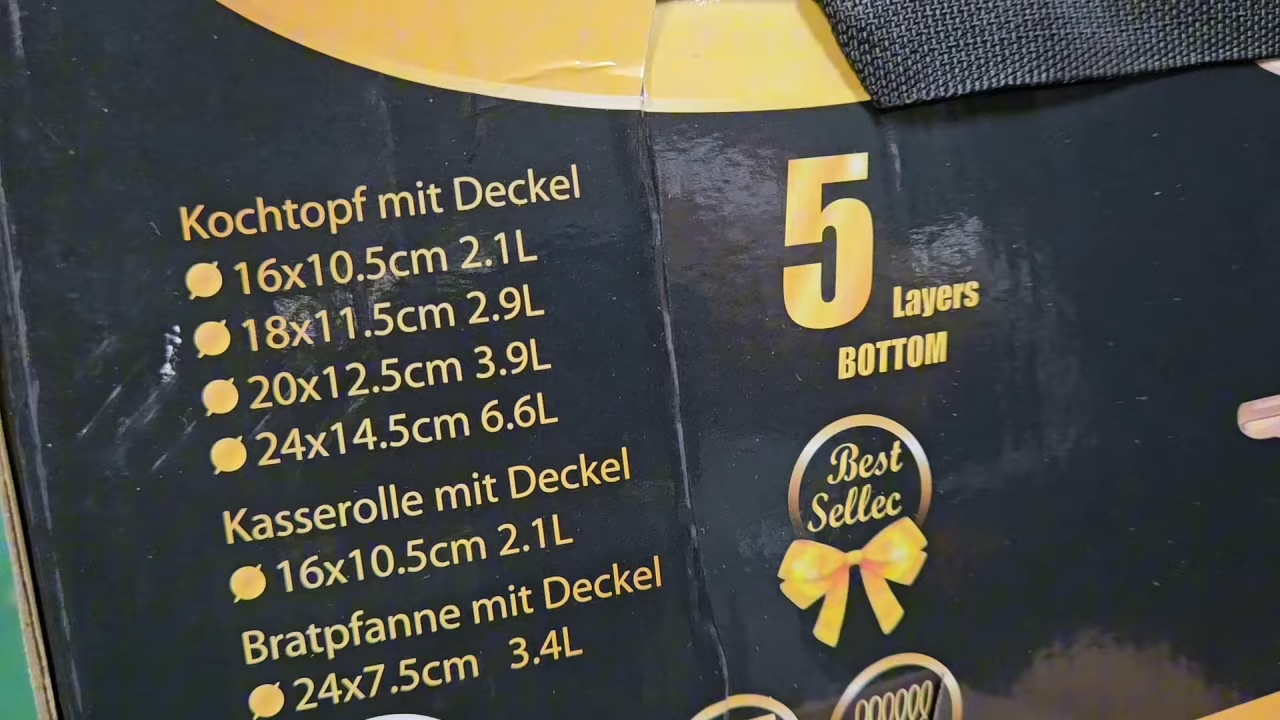 Kochtopf mit Deckel
16x10.5cm 2.1L
18x11.5cm 2.9L
20x12.5cm 3.9L
24x14.5cm 6.6L
Kasserolle mit Deckel
16x10.5cm 2.1L
Bratpfanne mit Deckel
24x7.5cm 3.4L
5
Layers
BOTTOM
Best
Sellec